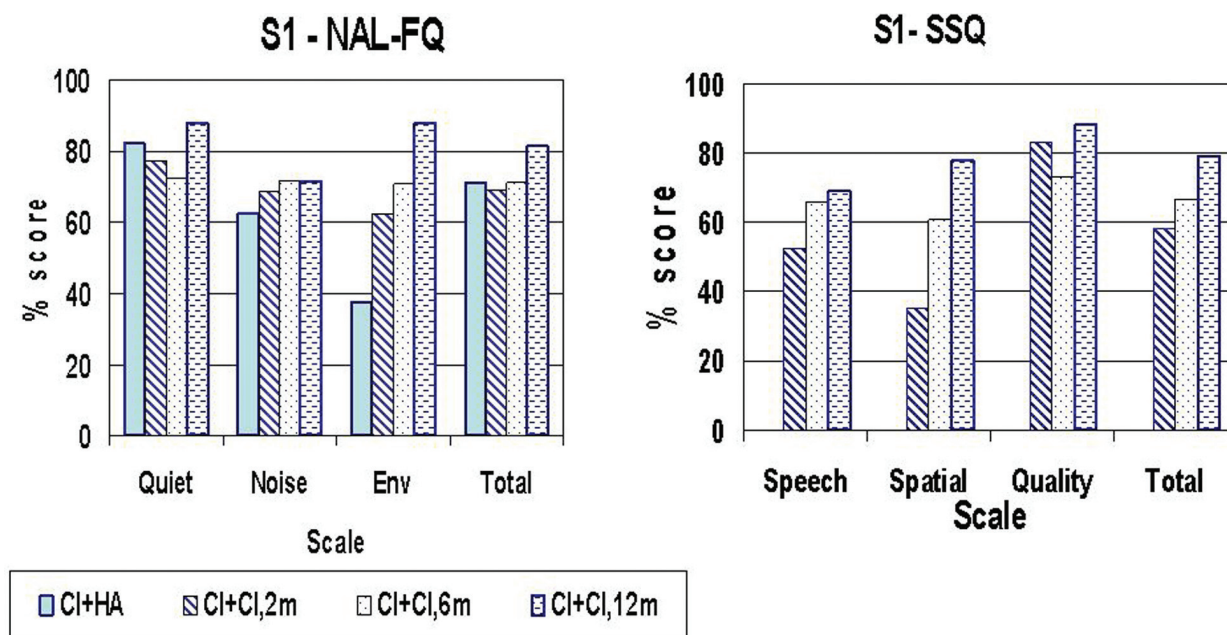 S1 - NAL-FQ
% score
100
80
60
40
20
0
Quiet Noise Env Total
Scale
S1- SSQ
% score
100
80
60
40
20
0
Speech Spatial Quality Total
Scale
CI+HA CI+CI,2m CI+CI,6m CI+CI,12m